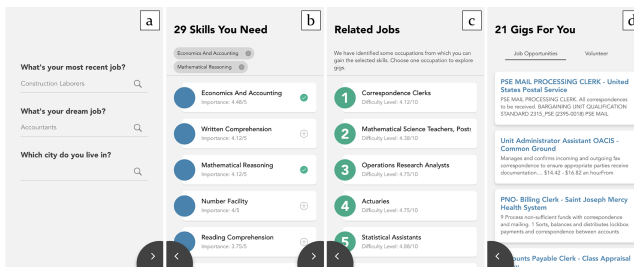 a
What's your most recent job?
Construction Laborers
What's your dream job?
Accountants
Which city do you live in?
b
29 Skills You Need
Economics And Accounting
Mathematical Reasoning
Economics And Accounting
Importance: 4.48/5
Written Comprehension
Importance: 4.12/5
Mathematical Reasoning
Importance: 4.12/5
Number Facility
Importance: 4/5
Reading Comprehension
Importance: 3.75/5
c
Related Jobs
We have identified some occupations from which you can
gain the selected skills. Choose one occupation to explore
gigs.
1 Correspondence Clerks
Difficulty Level: 4.12/10
2 Mathematical Science Teachers, Posts
Difficulty Level: 4.38/10
3 Operations Research Analysts
Difficulty Level: 4.75/10
4 Actuaries
Difficulty Level: 4.75/10
5 Statistical Assistants
Difficulty Level: 4.88/10
d
21 Gigs For You
Job Opportunities Volunteer
PSE MAIL PROCESSING CLERK - United
States Postal Service
PSE MAIL PROCESSING CLERK. All correspondences
to be received. BARGAINING UNIT QUALIFICATION
STANDARD 2315_PSE (2395-0018) PSE MAIL
Unit Administrator Assistant OACIS -
Common Ground
Manages and confirms incoming and outgoing fax
correspondence to ensure appropriate parties receive
documentation.... $14.42 - $16.82 an hourFrom
PNO- Billing Clerk - Saint Joseph Mercy
Health System
9 Process non-sufficient funds with correspondence
and mailing. 1 Sorts, balances and distributes lockbox
payments and correspondence between accounts
ounts Payable Clerk - Class Appraisal